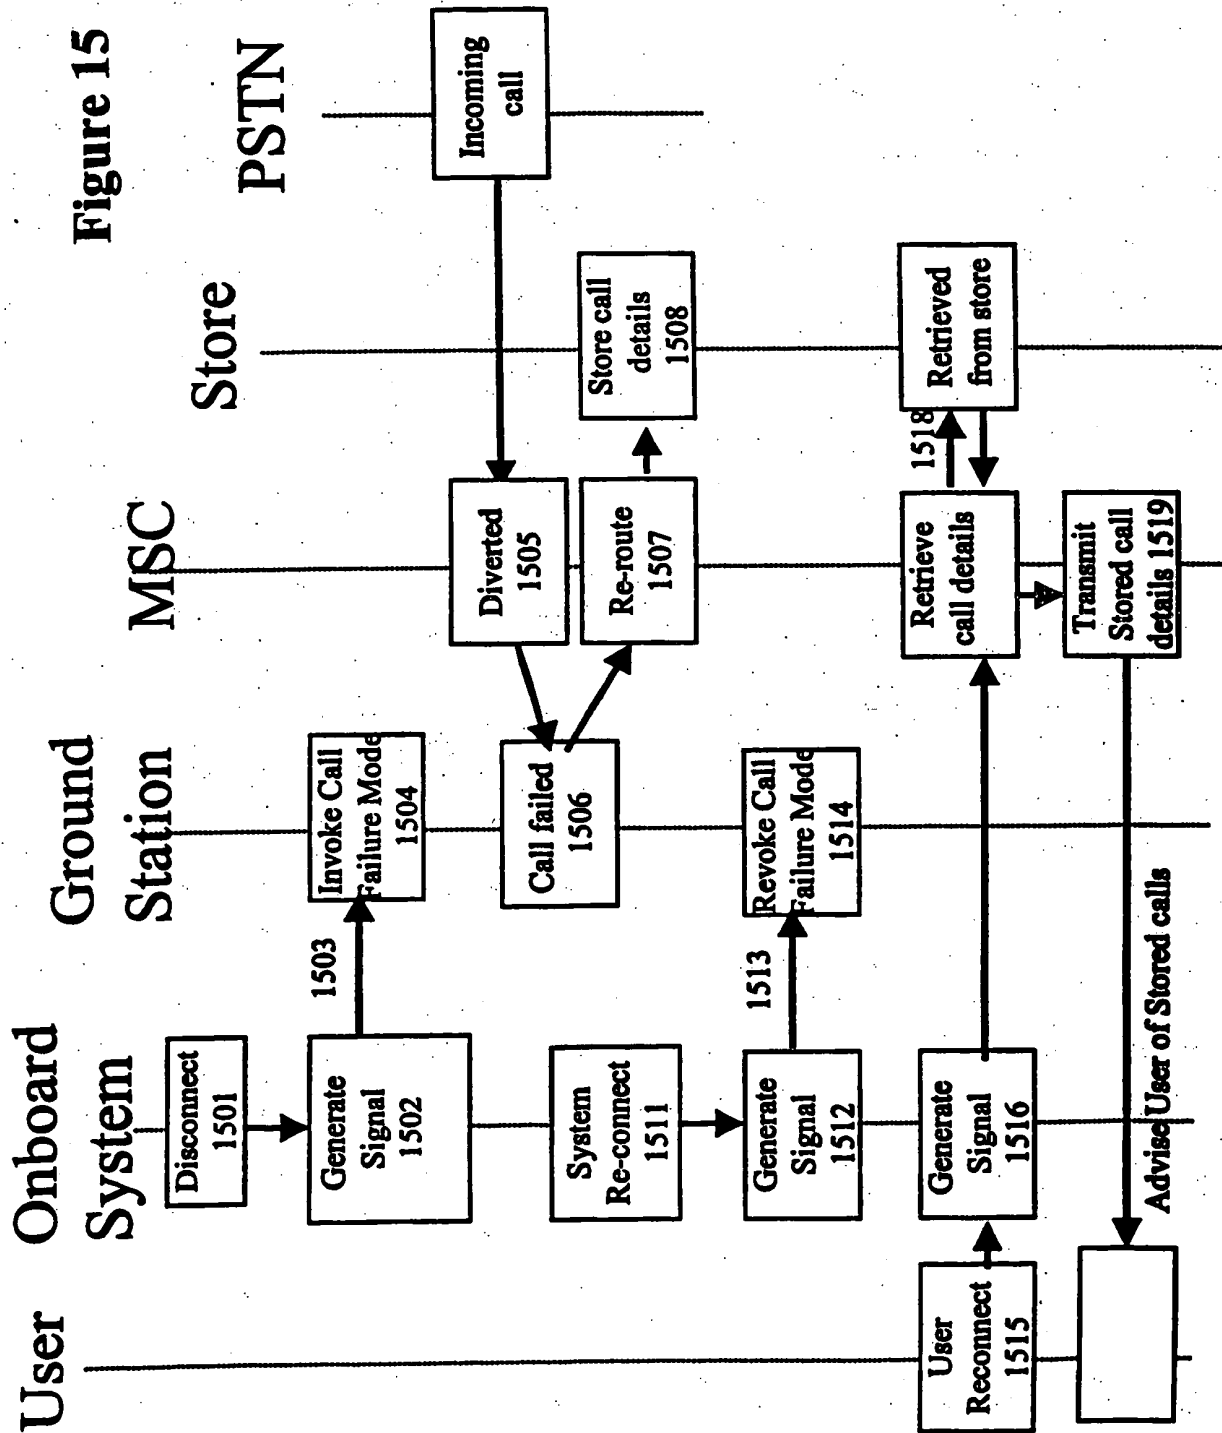 Figure 15
User
Onboard
System
Ground
Station
MSC
Store
PSTN
Disconnect
1501
Generate
Signal
1502
1503
Invoke Call
Failure Mode
1504
Incoming
call
Diverted
1505
Call failed
1506
Re-route
1507
Store call
details
1508
System
Re-connect
1511
Generate
Signal
1512
1513
Revoke Call
Failure Mode
1514
User
Reconnect
1515
Generate
Signal
1516
Retrieve
call details
1518
Retrieved
from store
Transmit
Stored call
details 1519
Advise User of Stored calls